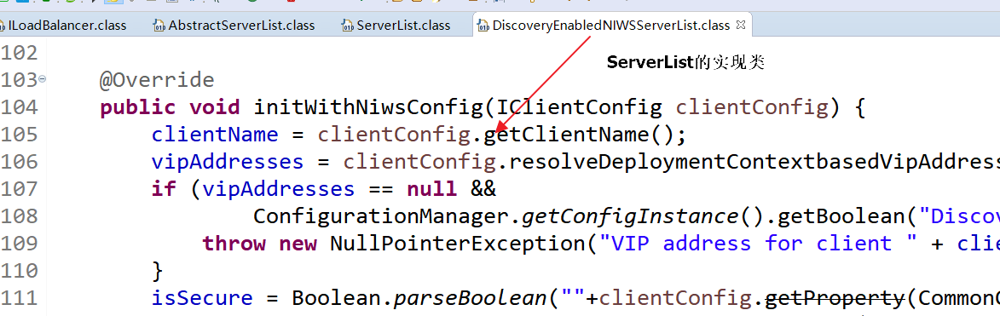 ILoadBalancer.class AbstractServerList.class ServerList.class DiscoveryEnabledNIWSServerList.class
ServerList的实现类
102
103 @Override
104 public void initWithNiwsConfig(IClientConfig clientConfig) {
105 clientName = clientConfig.getClientName();
106 vipAddresses = clientConfig.resolveDeploymentContextbasedVipAddress
107 if (vipAddresses == null &&
108 ConfigurationManager.getConfigInstance().getBoolean("Discov
109 throw new NullPointerException("VIP address for client " + clie
110 }
111 isSecure = Boolean.parseBoolean(""+clientConfig.getProperty(CommonC